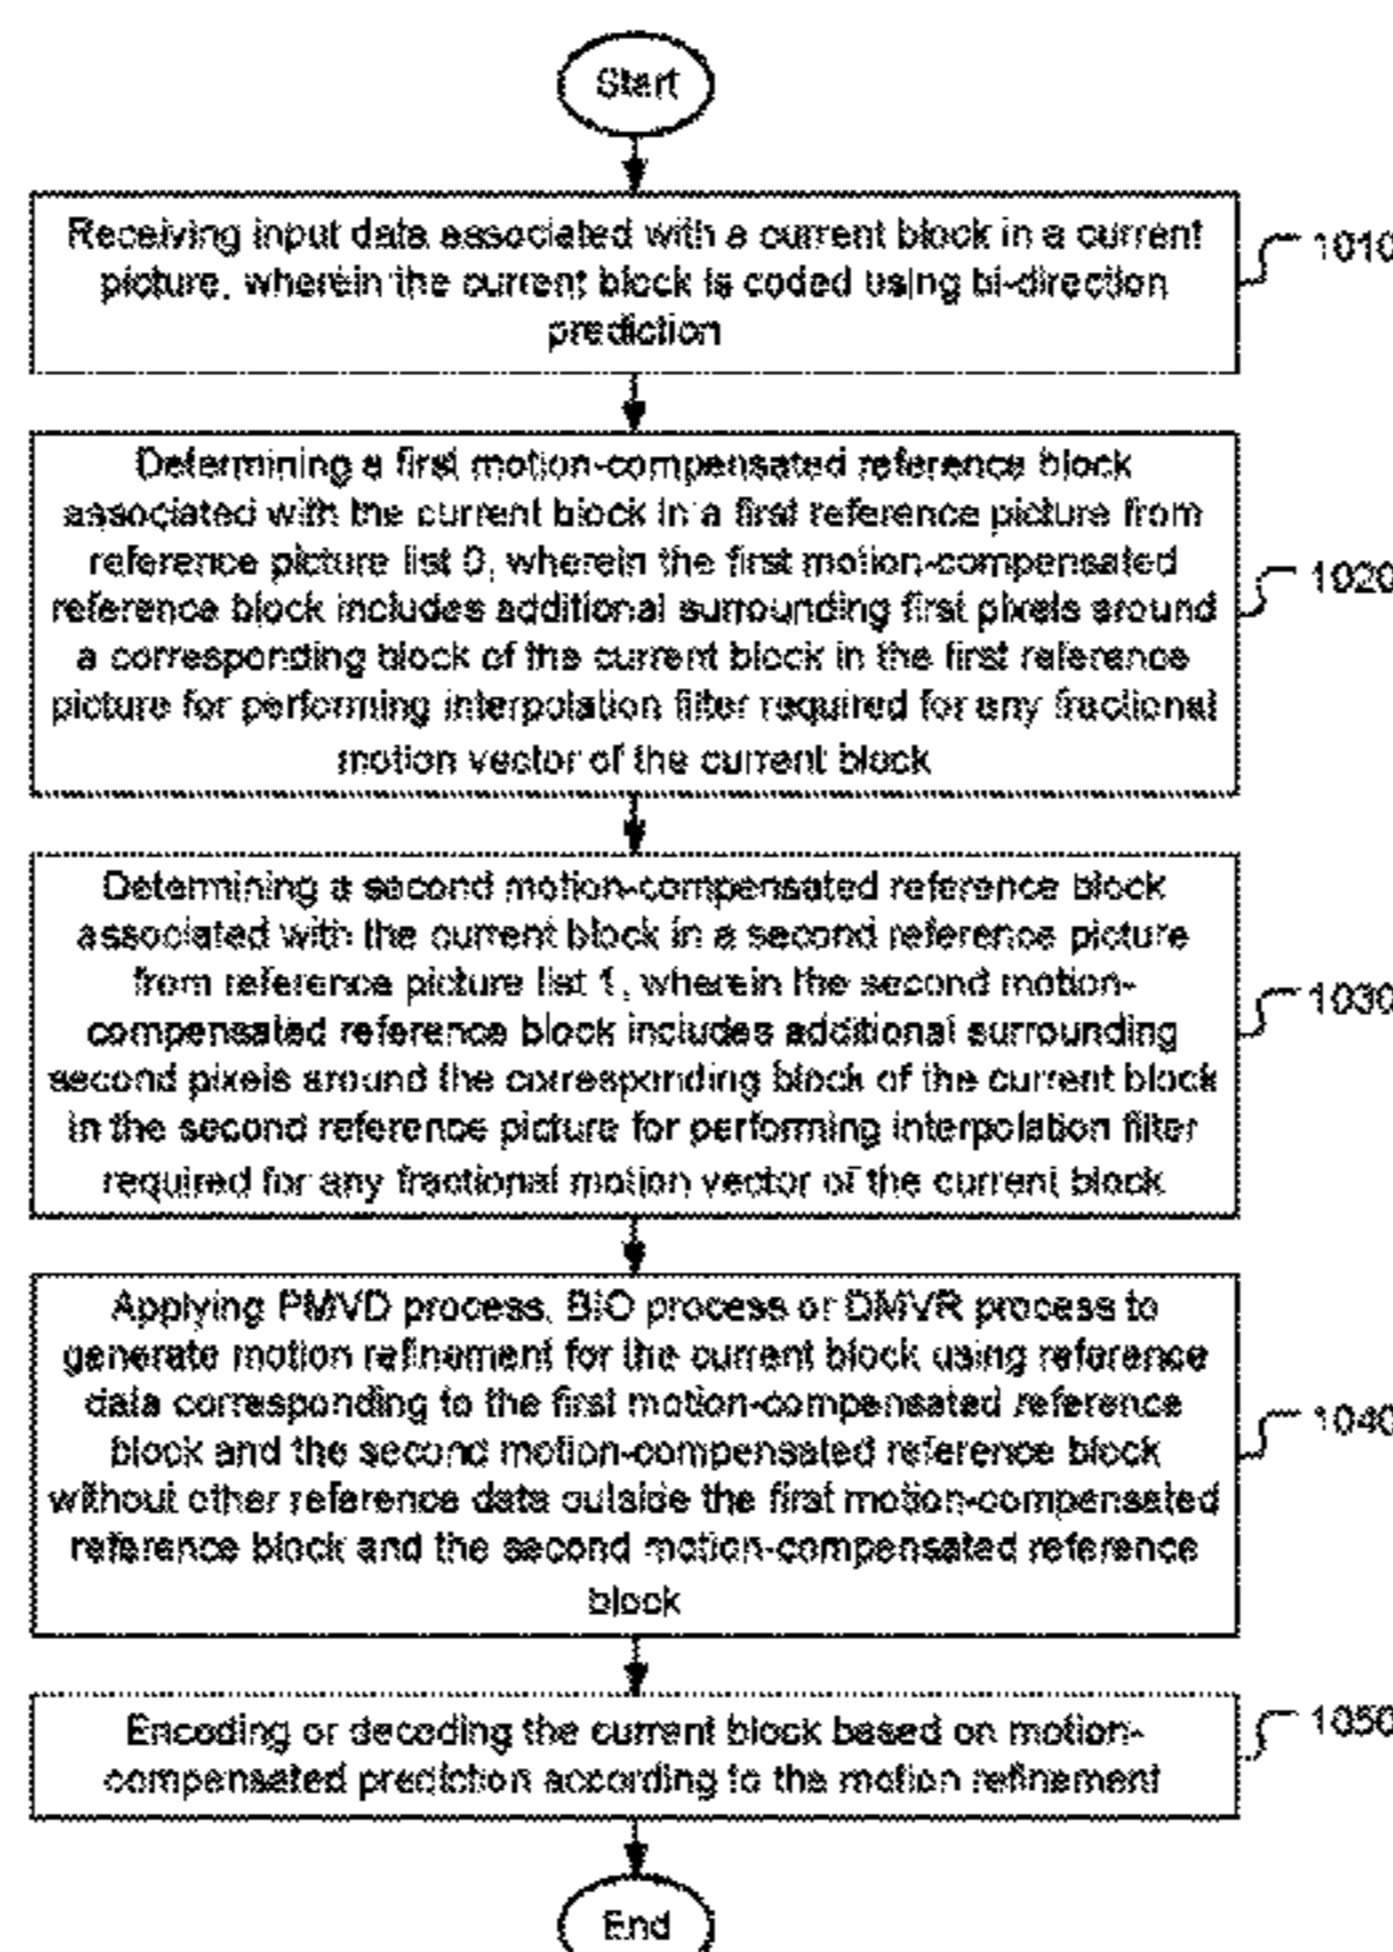 Start
Receiving input data associated with a current block in a current
picture, wherein the current block is coded using bi-direction
prediction
1010
Determining a first motion-compensated reference block
associated with the current block in a first reference picture from
reference picture list 0, wherein the first motion-compensated
reference block includes additional surrounding first pixels around
a corresponding block of the current block in the first reference
picture for performing interpolation filter required for any fractional
motion vector of the current block
1020
Determining a second motion-compensated reference block
associated with the current block in a second reference picture
from reference picture list 1, wherein the second motion-
compensated reference block includes additional surrounding
second pixels around the corresponding block of the current block
in the second reference picture for performing interpolation filter
required for any fractional motion vector of the current block
1030
Applying PMVD process, BIO process or DMVR process to
generate motion refinement for the current block using reference
data corresponding to the first motion-compensated reference
block and the second motion-compensated reference block
without other reference data outside the first motion-compensated
reference block and the second motion-compensated reference
block
1040
Encoding or decoding the current block based on motion-
compensated prediction according to the motion refinement
1050
End